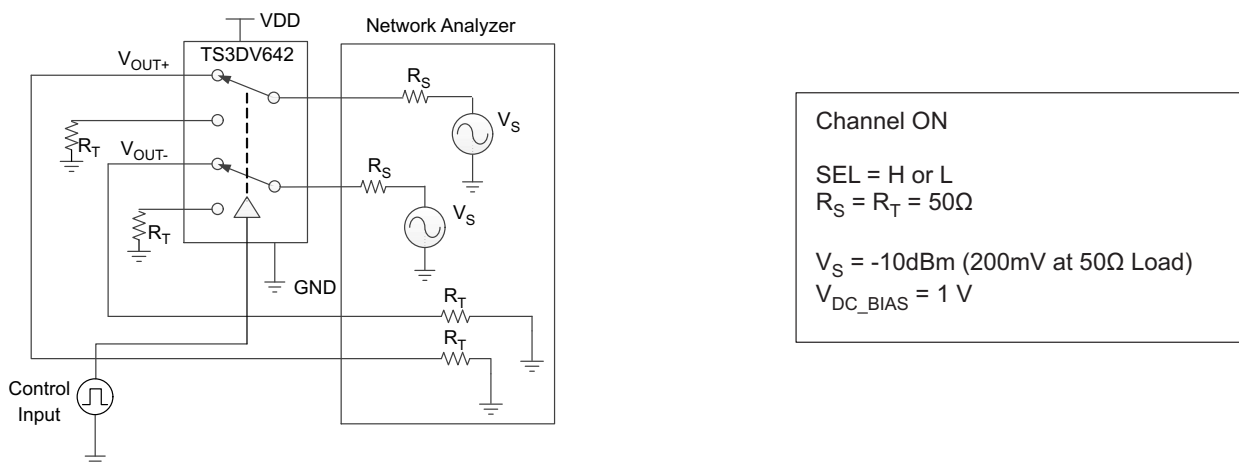 VDD
Network Analyzer
TS3DV642
VOUT+
RS
VS
RT
VOUT-
RS
VS
RT
GND
RT
RT
Control
Input
Channel ON
SEL = H or L
RS = RT = 50Ω
VS = -10dBm (200mV at 50Ω Load)
VDC_BIAS = 1 V